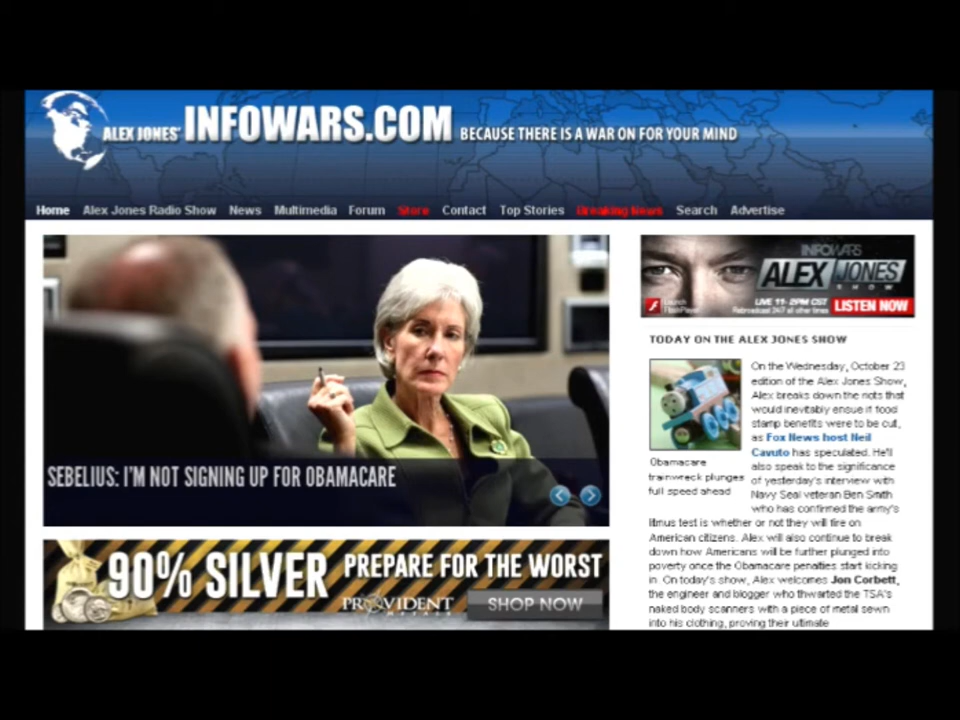 ALEX JONES' INFOWARS.COM BECAUSE THERE IS A WAR ON FOR YOUR MIND
Home Alex Jones Radio Show News Multimedia Forum Store Contact Top Stories Breaking News Search Advertise
SEBELIUS: I'M NOT SIGNING UP FOR OBAMACARE
90% SILVER PREPARE FOR THE WORST
PROVIDENT METALS SHOP NOW
INFOWARS
ALEX JONES
SHOW
Launch FlashPlayer
LIVE 11-2PM CST
Rebroadcast 24/7 all other times
LISTEN NOW
TODAY ON THE ALEX JONES SHOW
Obamacare
trainwreck plunges
full speed ahead
On the Wednesday, October 23
edition of the Alex Jones Show,
Alex breaks down the riots that
would inevitably ensue if food
stamp benefits were to be cut,
as Fox News host Neil
Cavuto has speculated. He'll
also speak to the significance
of yesterday's interview with
Navy Seal veteran Ben Smith
who has confirmed the army's
litmus test is whether or not they will fire on
American citizens. Alex will also continue to break
down how Americans will be further plunged into
poverty once the Obamacare penalties start kicking
in. On today's show, Alex welcomes Jon Corbett,
the engineer and blogger who thwarted the TSA's
naked body scanners with a piece of metal sewn
into his clothing, proving their ultimate